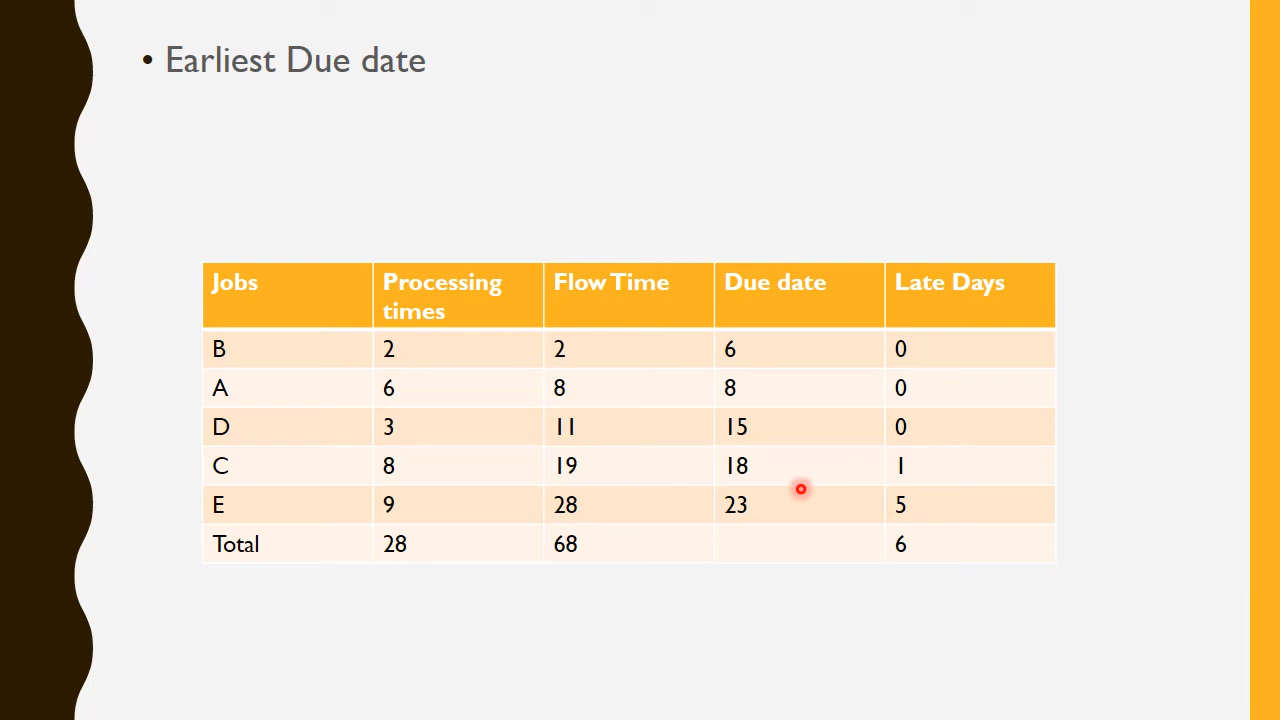 • Earliest Due date
Jobs Processing times Flow Time Due date Late Days
B 2 2 6 0
A 6 8 8 0
D 3 11 15 0
C 8 19 18 1
E 9 28 23 5
Total 28 68 6